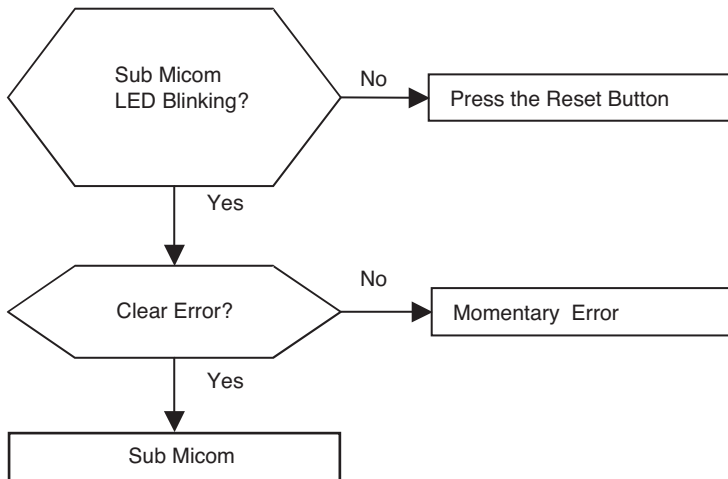 Sub Micom
LED Blinking?
No
Press the Reset Button
Yes
Clear Error?
No
Momentary Error
Yes
Sub Micom